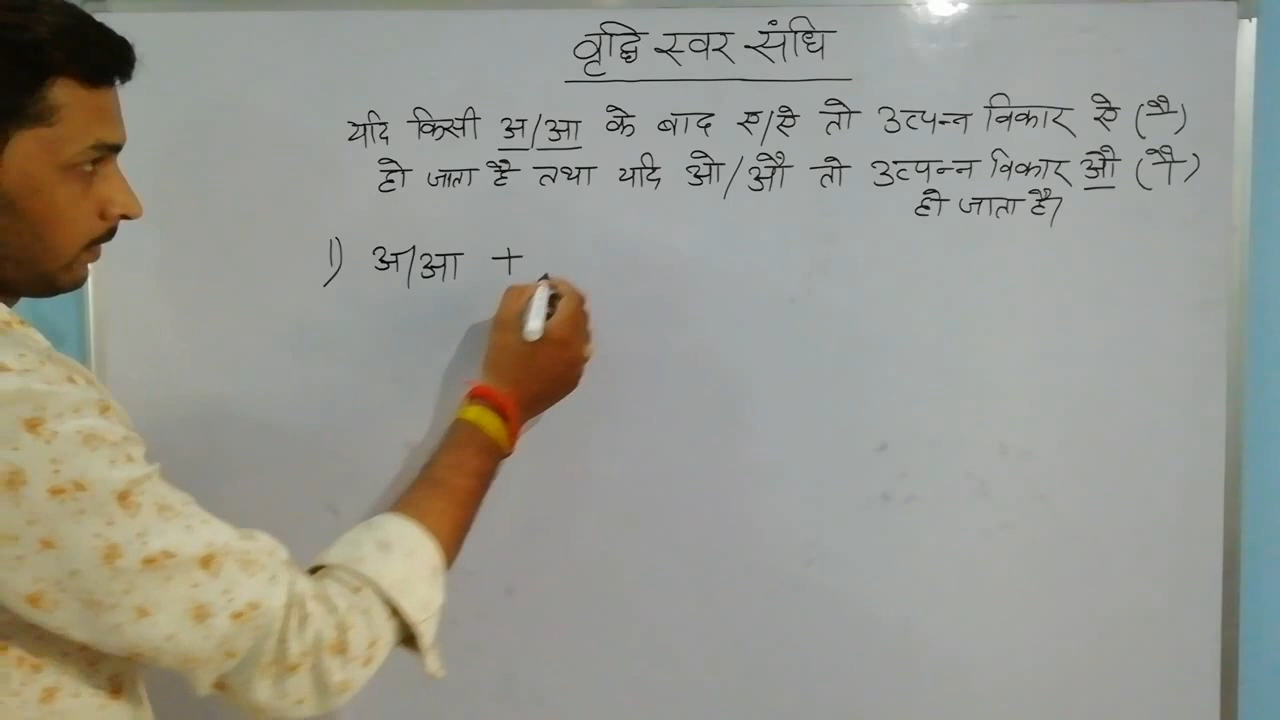 वृद्धि स्वर संधि
यदि किसी अ/आ के बाद ए/ऐ तो उत्पन्न विकार ऐ (ै)
हो जाता है तथा यदि ओ/औ तो उत्पन्न विकार औ (ौ)
हो जाता है।
1) अ/आ +